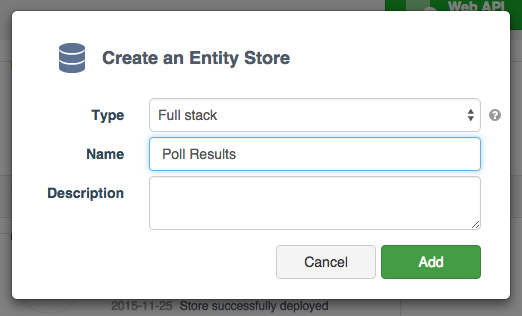 Web API
Create an Entity Store
Type
Full stack
?
Name
Poll Results
Description
Cancel
Add
2015-11-25 Store successfully deployed